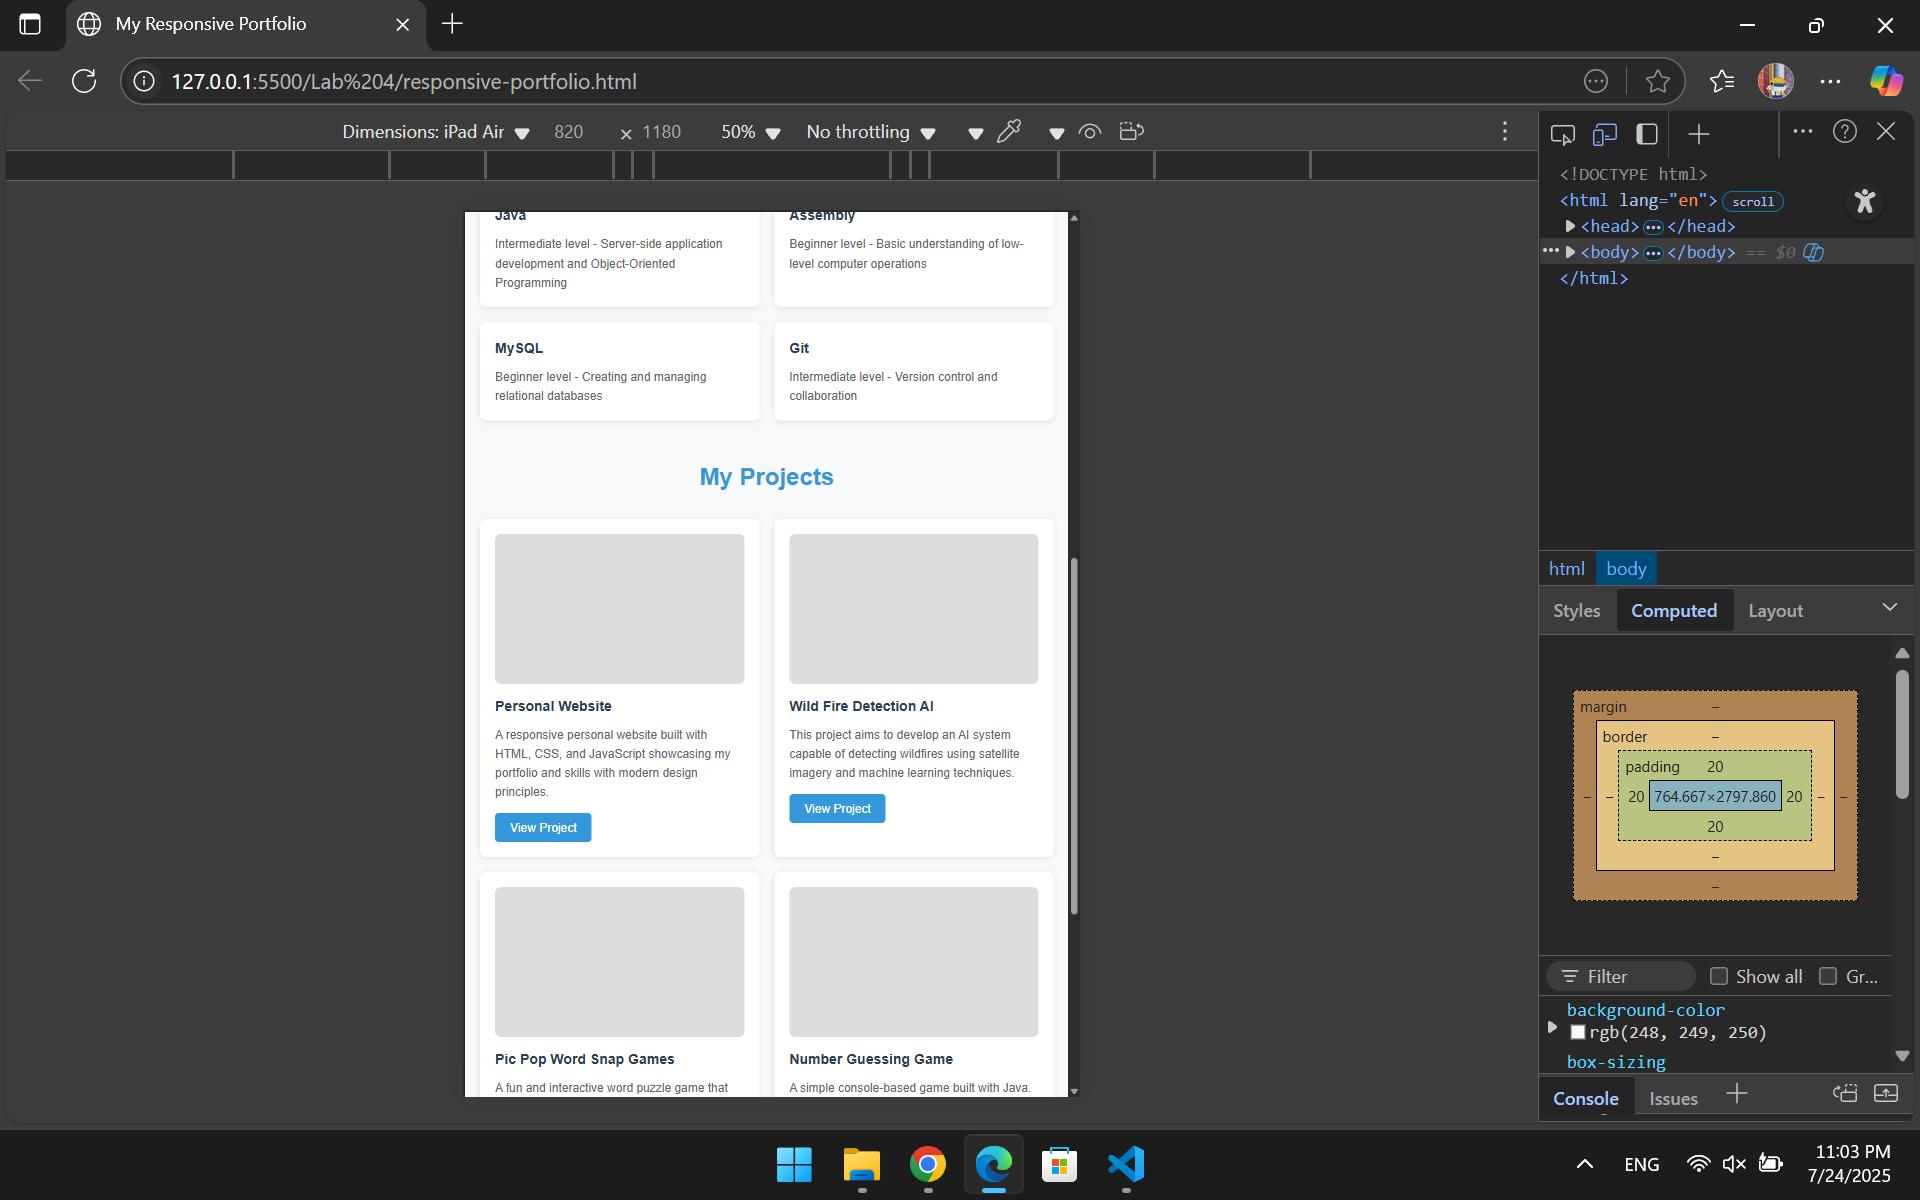 My Responsive Portfolio
127.0.0.1:5500/Lab%204/responsive-portfolio.html
Dimensions: iPad Air 820 × 1180 50% No throttling
<!DOCTYPE html>
<html lang="en"> scroll
<head> ••• </head>
••• <body> ••• </body> == $0
</html>
Java
Intermediate level - Server-side application
development and Object-Oriented
Programming
Assembly
Beginner level - Basic understanding of low-
level computer operations
MySQL
Beginner level - Creating and managing
relational databases
Git
Intermediate level - Version control and
collaboration
My Projects
Personal Website
A responsive personal website built with
HTML, CSS, and JavaScript showcasing my
portfolio and skills with modern design
principles.
View Project
Wild Fire Detection AI
This project aims to develop an AI system
capable of detecting wildfires using satellite
imagery and machine learning techniques.
View Project
Pic Pop Word Snap Games
A fun and interactive word puzzle game that
Number Guessing Game
A simple console-based game built with Java.
html body
Styles Computed Layout
margin –
border –
padding 20
– – 20 764.667×2797.860 20 – –
20
–
–
Filter Show all Gr...
background-color
rgb(248, 249, 250)
box-sizing
Console Issues
ENG
11:03 PM
7/24/2025